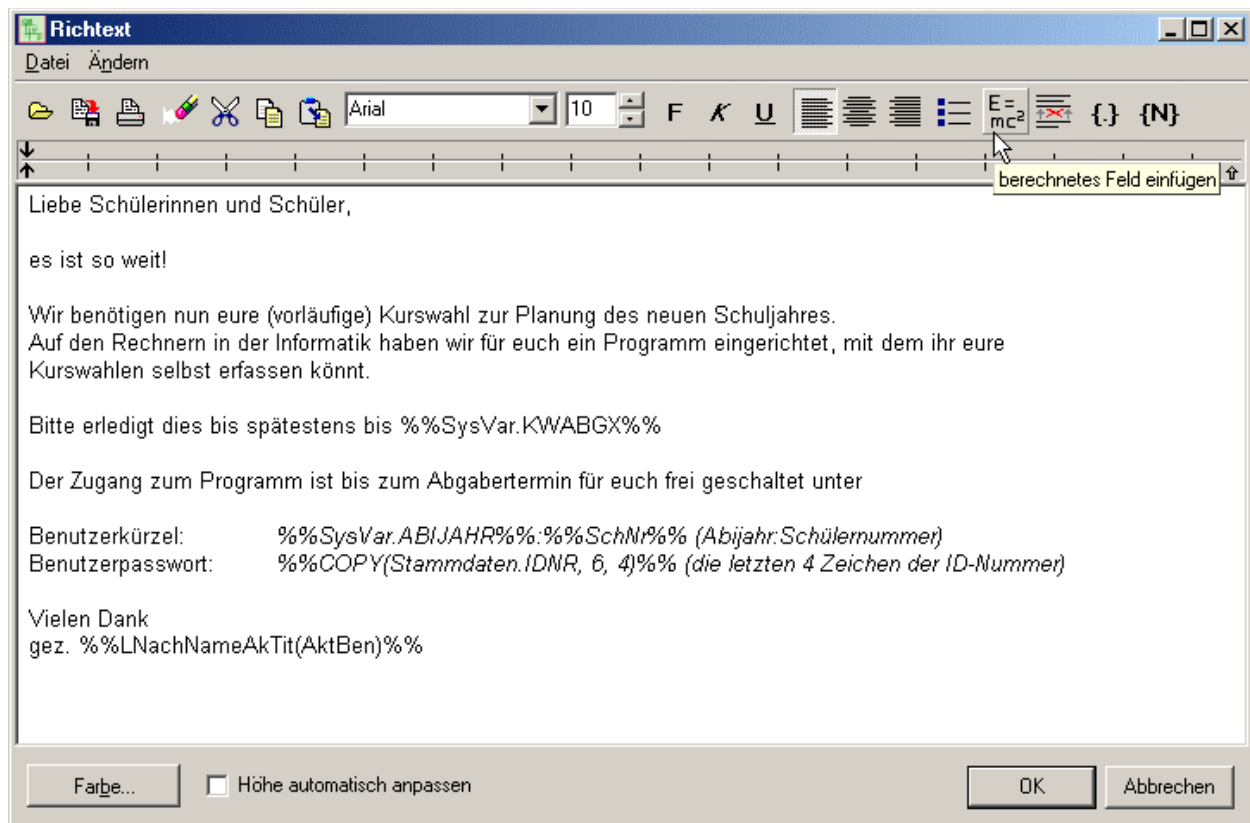 Richtext
Datei Ändern
Arial 10 F K U E= mc² {.} {N}
berechnetes Feld einfügen
Liebe Schülerinnen und Schüler,
es ist so weit!
Wir benötigen nun eure (vorläufige) Kurswahl zur Planung des neuen Schuljahres.
Auf den Rechnern in der Informatik haben wir für euch ein Programm eingerichtet, mit dem ihr eure
Kurswahlen selbst erfassen könnt.
Bitte erledigt dies bis spätestens bis %%SysVar.KWABGX%%
Der Zugang zum Programm ist bis zum Abgabertermin für euch frei geschaltet unter
Benutzerkürzel: %%SysVar.ABIJAHR%%:%%SchNr%% (Abijahr:Schülernummer)
Benutzerpasswort: %%COPY(Stammdaten.IDNR, 6, 4)%% (die letzten 4 Zeichen der ID-Nummer)
Vielen Dank
gez. %%LNachNameAkTit(AktBen)%%
Farbe... Höhe automatisch anpassen OK Abbrechen